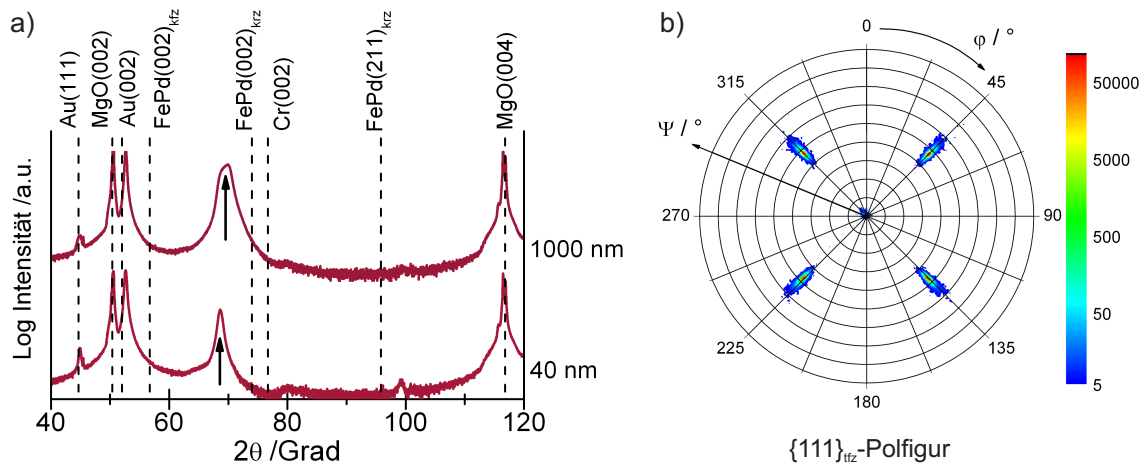 a)
Au(111)
MgO(002)
Au(002)
FePd(002)kfz
FePd(002)krz
Cr(002)
FePd(211)krz
MgO(004)
Log Intensität /a.u.
1000 nm
40 nm
40 60 80 100 120
2θ /Grad
b)
0
φ / °
45
90
135
180
225
270
315
Ψ / °
50000
5000
500
50
5
{111}tfz-Polfigur